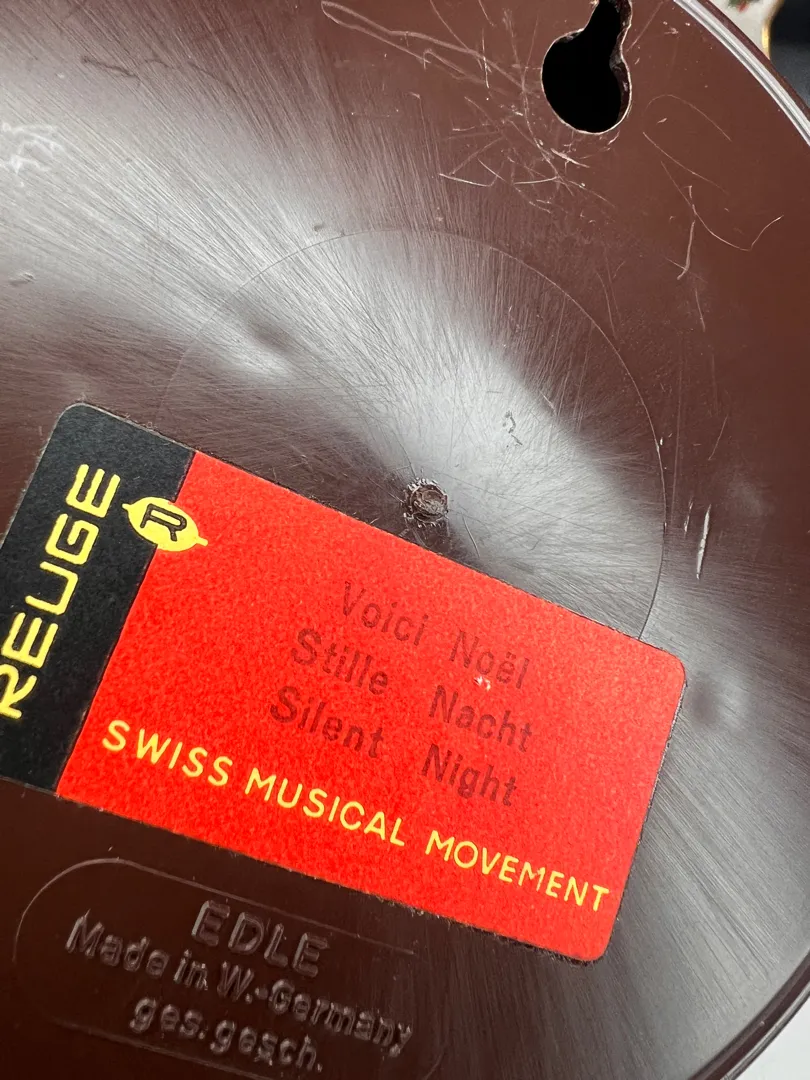 REUGE
R
Voici Noël
Stille Nacht
Silent Night
SWISS MUSICAL MOVEMENT
EDLE
Made in W.-Germany
ges.gesch.